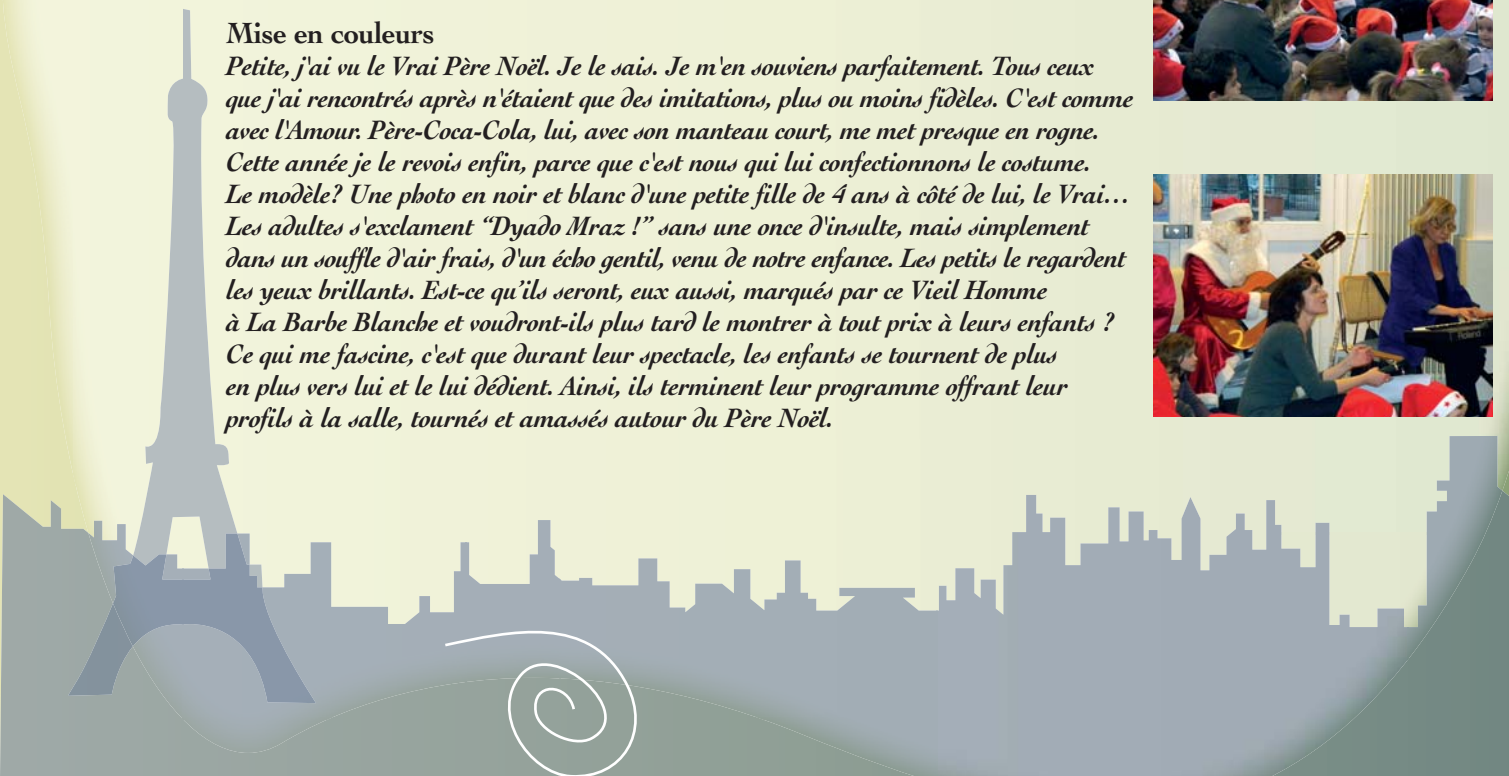 Mise en couleurs
Petite, j'ai vu le Vrai Père Noël. Je le sais. Je m'en souviens parfaitement. Tous ceux
que j'ai rencontrés après n'étaient que des imitations, plus ou moins fidèles. C'est comme
avec l'Amour. Père-Coca-Cola, lui, avec son manteau court, me met presque en rogne.
Cette année je le revois enfin, parce que c'est nous qui lui confectionnons le costume.
Le modèle? Une photo en noir et blanc d'une petite fille de 4 ans à côté de lui, le Vrai…
Les adultes s'exclament “Dyado Mraz !” sans une once d'insulte, mais simplement
dans un souffle d'air frais, d'un écho gentil, venu de notre enfance. Les petits le regardent
les yeux brillants. Est-ce qu’ils seront, eux aussi, marqués par ce Vieil Homme
à La Barbe Blanche et voudront-ils plus tard le montrer à tout prix à leurs enfants ?
Ce qui me fascine, c'est que durant leur spectacle, les enfants se tournent de plus
en plus vers lui et le lui dédient. Ainsi, ils terminent leur programme offrant leur
profils à la salle, tournés et amassés autour du Père Noël.
Roland